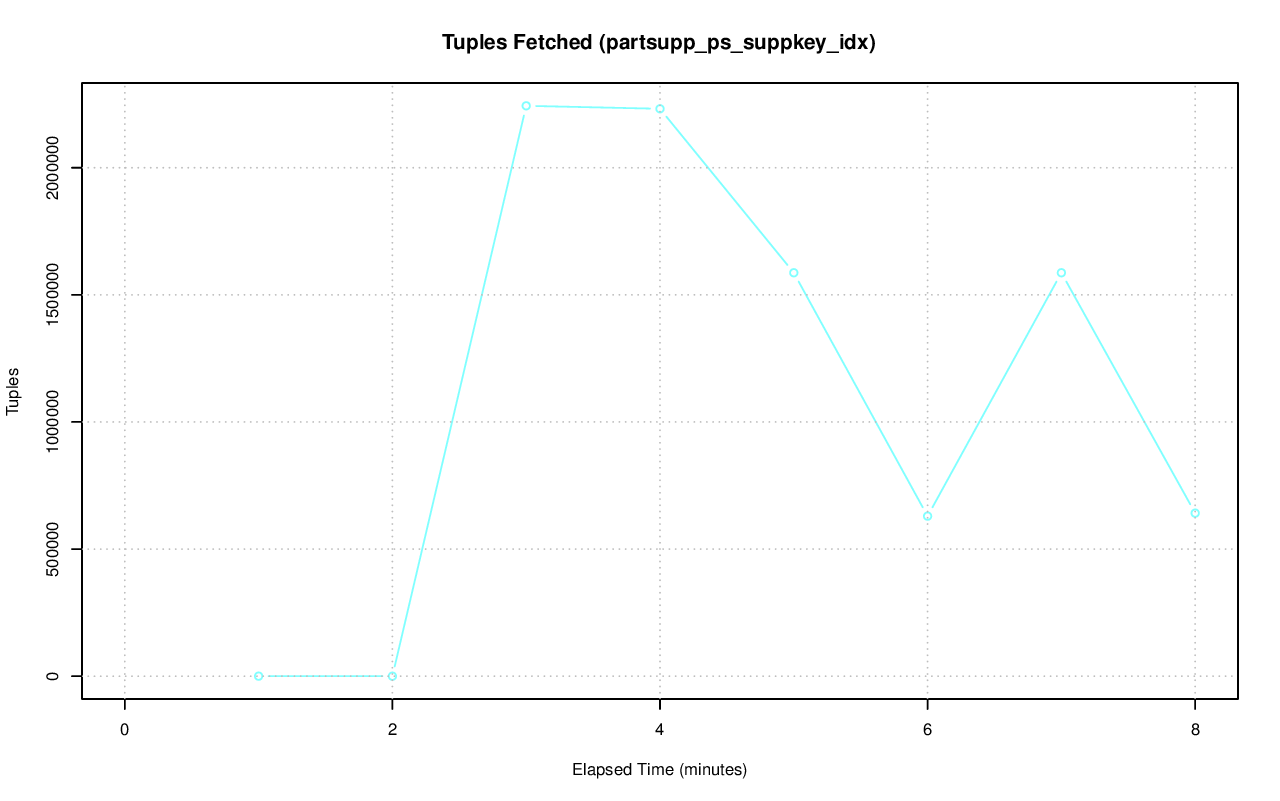 Tuples Fetched (partsupp_ps_suppkey_idx)
2000000
1500000
1000000
500000
0
Tuples
0 2 4 6 8
Elapsed Time (minutes)